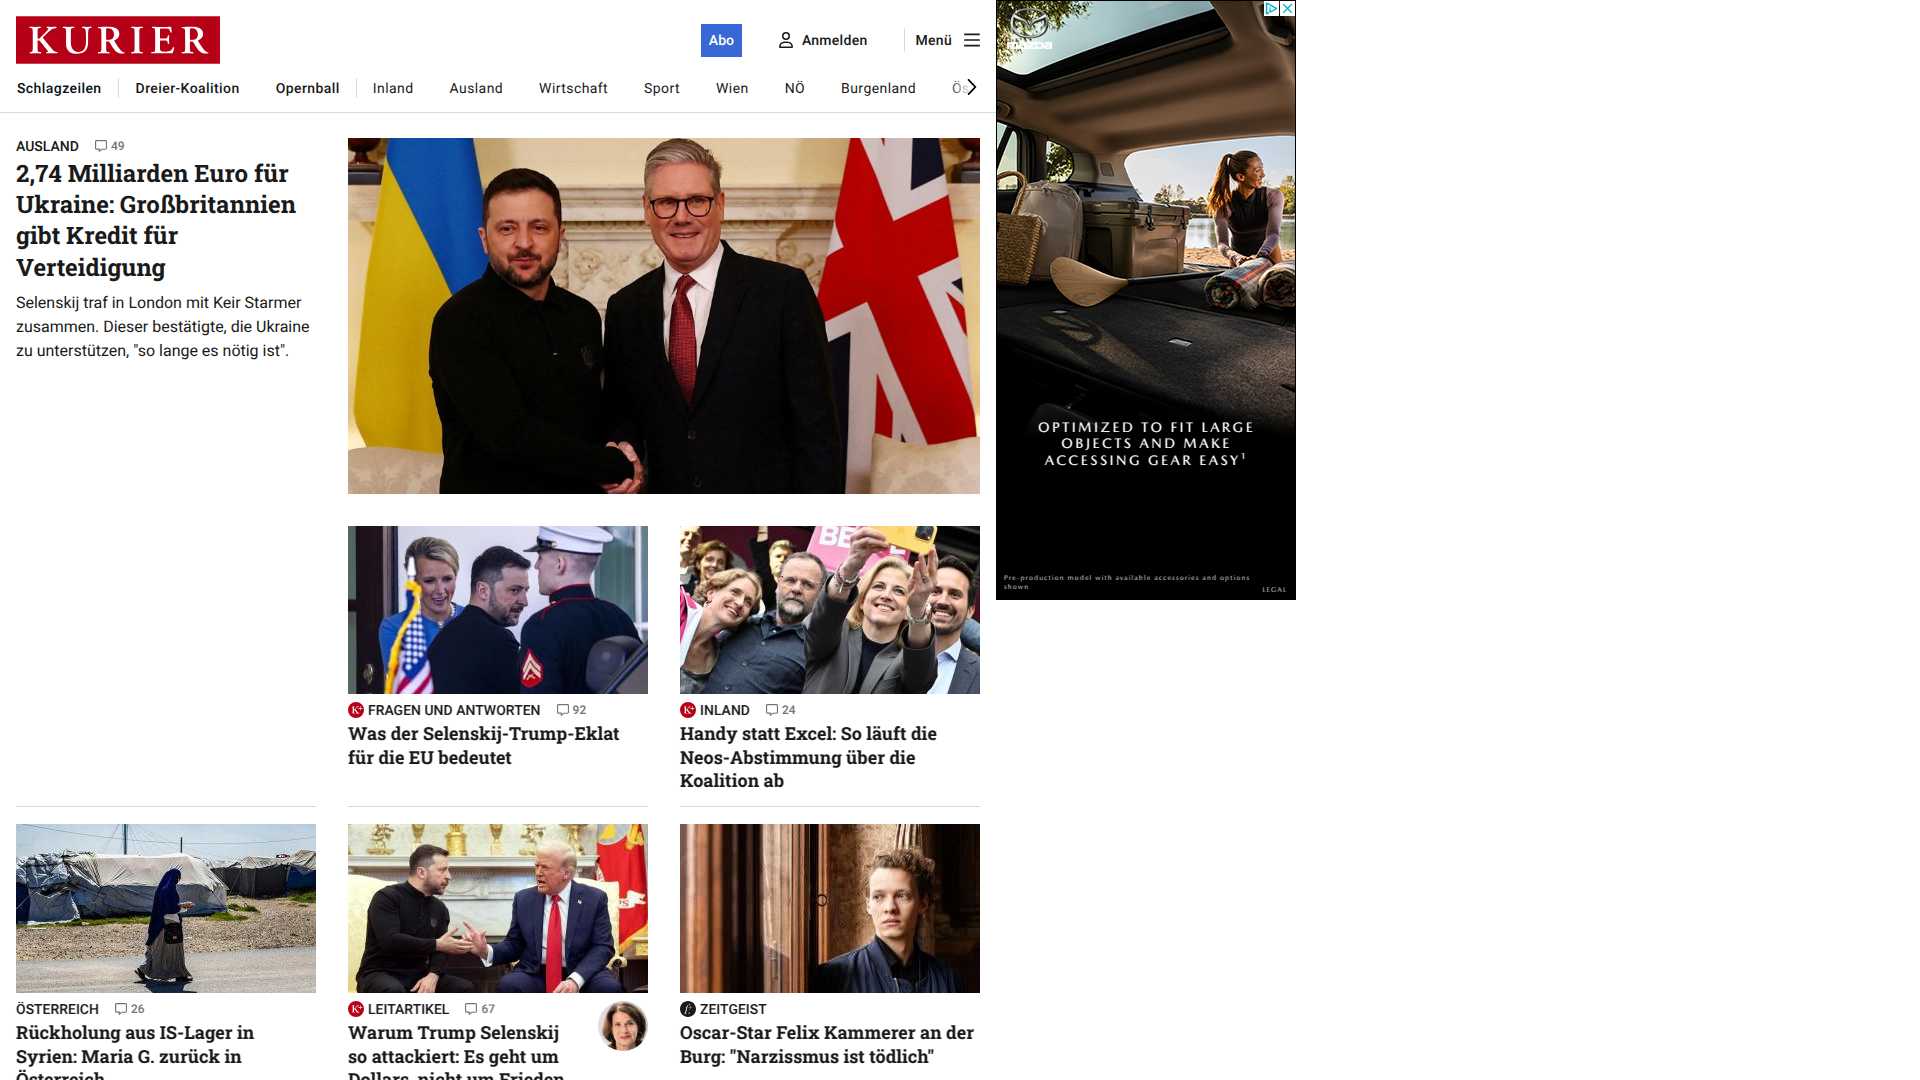 KURIER
Abo
Anmelden
Menü
Schlagzeilen
Dreier-Koalition
Opernball
Inland
Ausland
Wirtschaft
Sport
Wien
NÖ
Burgenland
AUSLAND 49
2,74 Milliarden Euro für
Ukraine: Großbritannien
gibt Kredit für
Verteidigung
Selenskij traf in London mit Keir Starmer
zusammen. Dieser bestätigte, die Ukraine
zu unterstützen, "so lange es nötig ist".
K+ FRAGEN UND ANTWORTEN 92
Was der Selenskij-Trump-Eklat
für die EU bedeutet
K+ INLAND 24
Handy statt Excel: So läuft die
Neos-Abstimmung über die
Koalition ab
ÖSTERREICH 26
Rückholung aus IS-Lager in
Syrien: Maria G. zurück in
Österreich
K+ LEITARTIKEL 67
Warum Trump Selenskij
so attackiert: Es geht um
Dollars, nicht um Frieden
ZEITGEIST
Oscar-Star Felix Kammerer an der
Burg: "Narzissmus ist tödlich"
mazda
OPTIMIZED TO FIT LARGE
OBJECTS AND MAKE
ACCESSING GEAR EASY¹
Pre-production model with available accessories and options
shown.
LEGAL